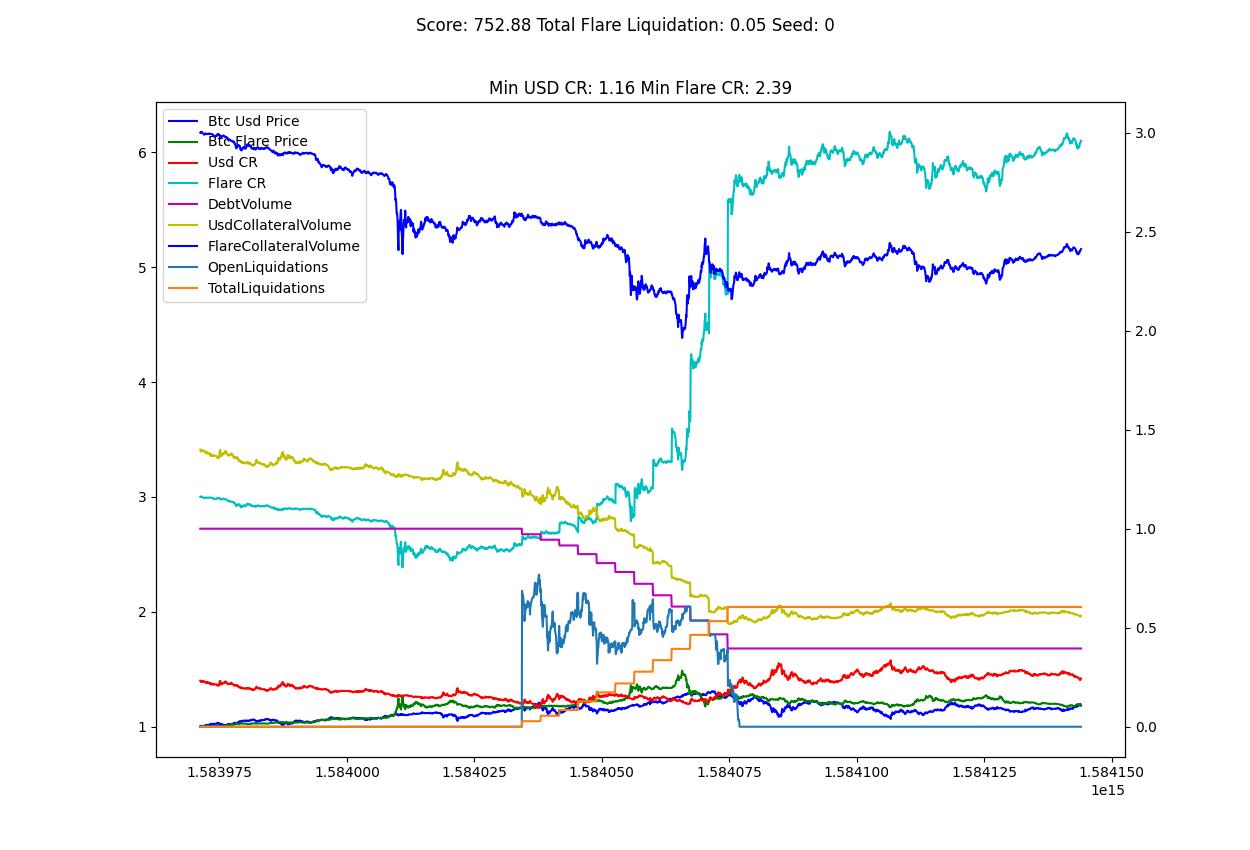 Score: 752.88 Total Flare Liquidation: 0.05 Seed: 0
Min USD CR: 1.16 Min Flare CR: 2.39
Btc Usd Price
Btc Flare Price
Usd CR
Flare CR
DebtVolume
UsdCollateralVolume
FlareCollateralVolume
OpenLiquidations
TotalLiquidations
6
5
4
3
2
1
3.0
2.5
2.0
1.5
1.0
0.5
0.0
1.583975 1.584000 1.584025 1.584050 1.584075 1.584100 1.584125 1.584150
1e15